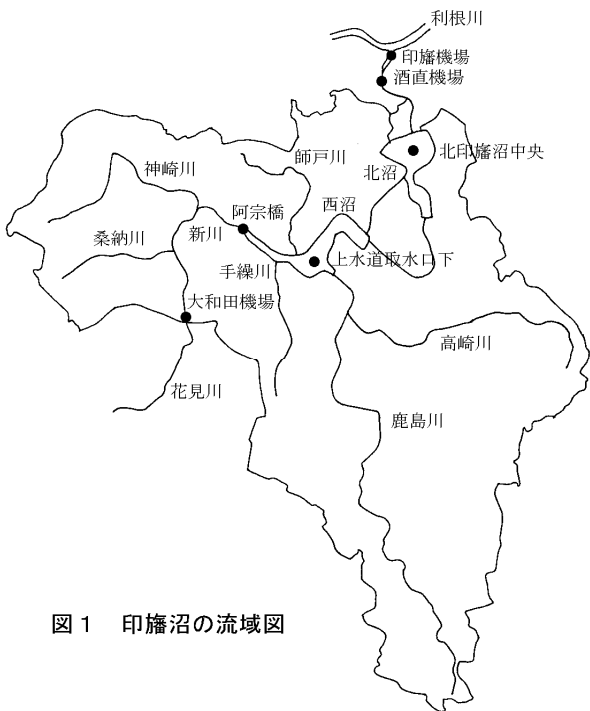 利根川
印旛機場
酒直機場
北印旛沼中央
師戸川
北沼
神崎川
西沼
阿宗橋
桑納川
新川
上水道取水口下
手繰川
大和田機場
高崎川
花見川
鹿島川
図1 印旛沼の流域図